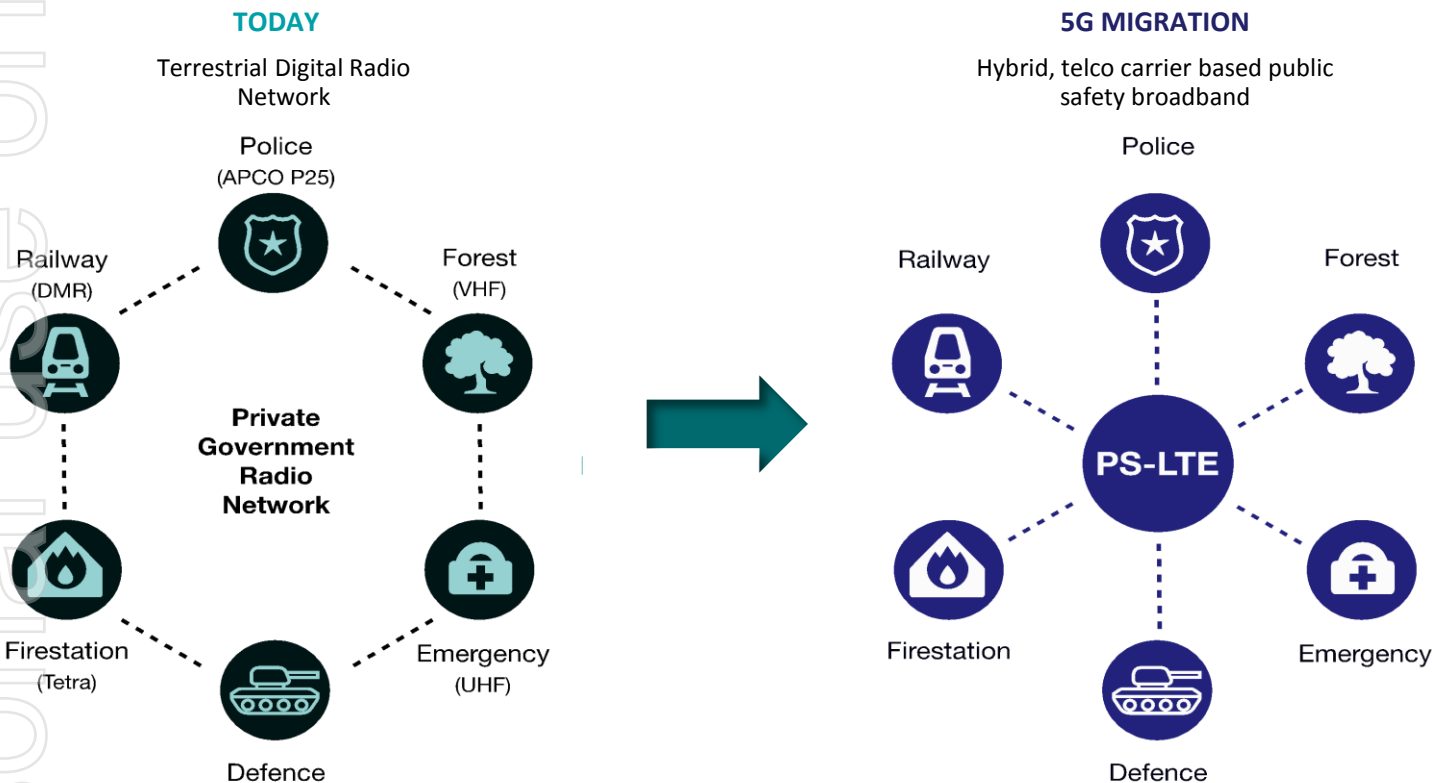 TODAY
Terrestrial Digital Radio
Network
Police
(APCO P25)
Railway
(DMR)
Forest
(VHF)
Private
Government
Radio
Network
Firestation
(Tetra)
Emergency
(UHF)
Defence
5G MIGRATION
Hybrid, telco carrier based public
safety broadband
Police
Railway
Forest
PS-LTE
Firestation
Emergency
Defence